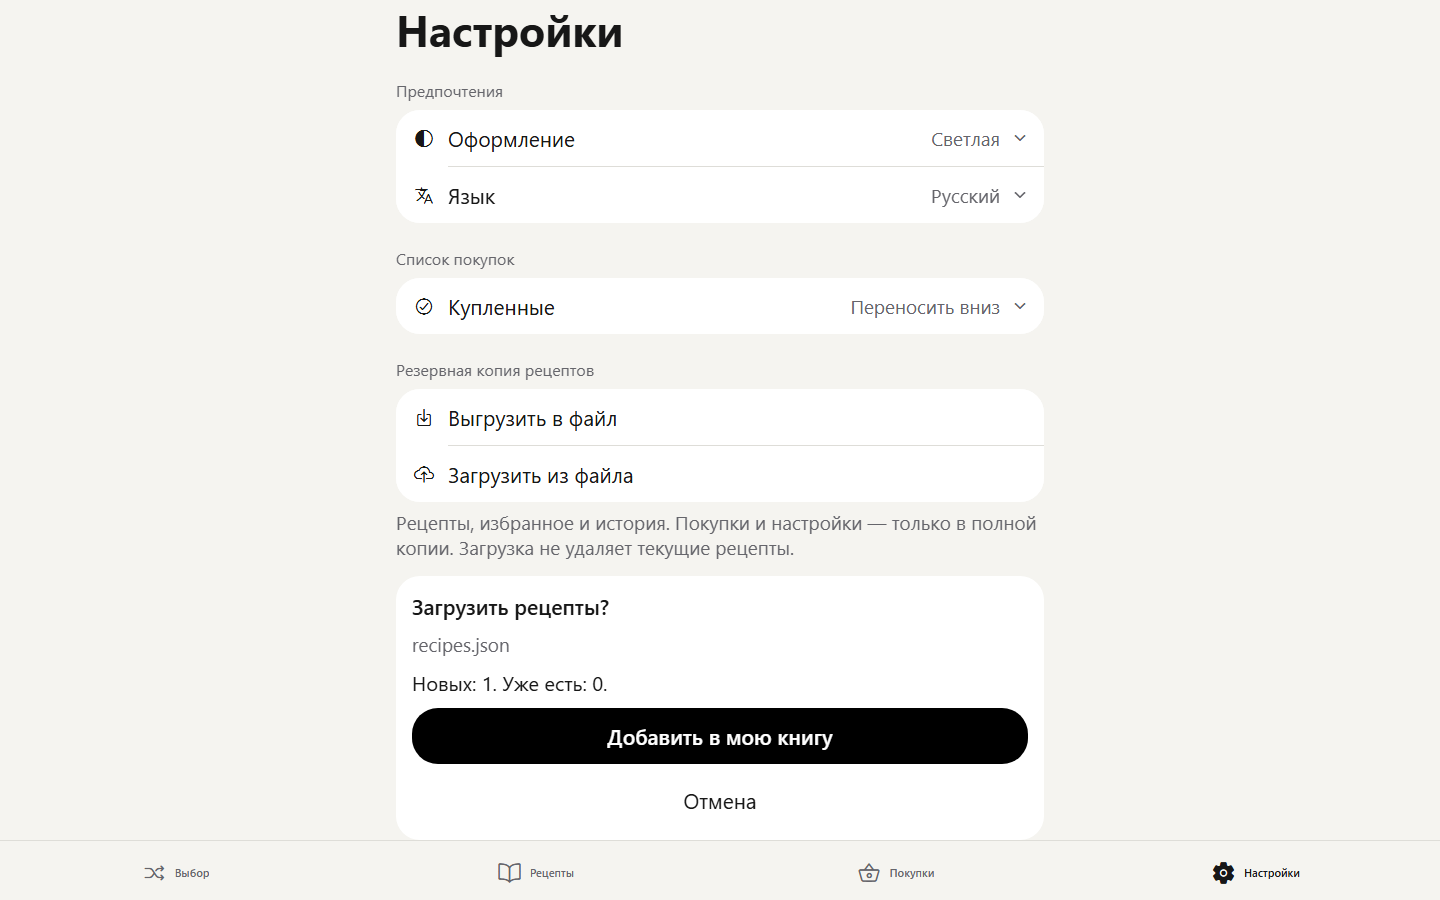 Настройки
Предпочтения
Оформление Светлая
Язык Русский
Список покупок
Купленные Переносить вниз
Резервная копия рецептов
Выгрузить в файл
Загрузить из файла
Рецепты, избранное и история. Покупки и настройки — только в полной
копии. Загрузка не удаляет текущие рецепты.
Загрузить рецепты?
recipes.json
Новых: 1. Уже есть: 0.
Добавить в мою книгу
Отмена
Выбор Рецепты Покупки Настройки